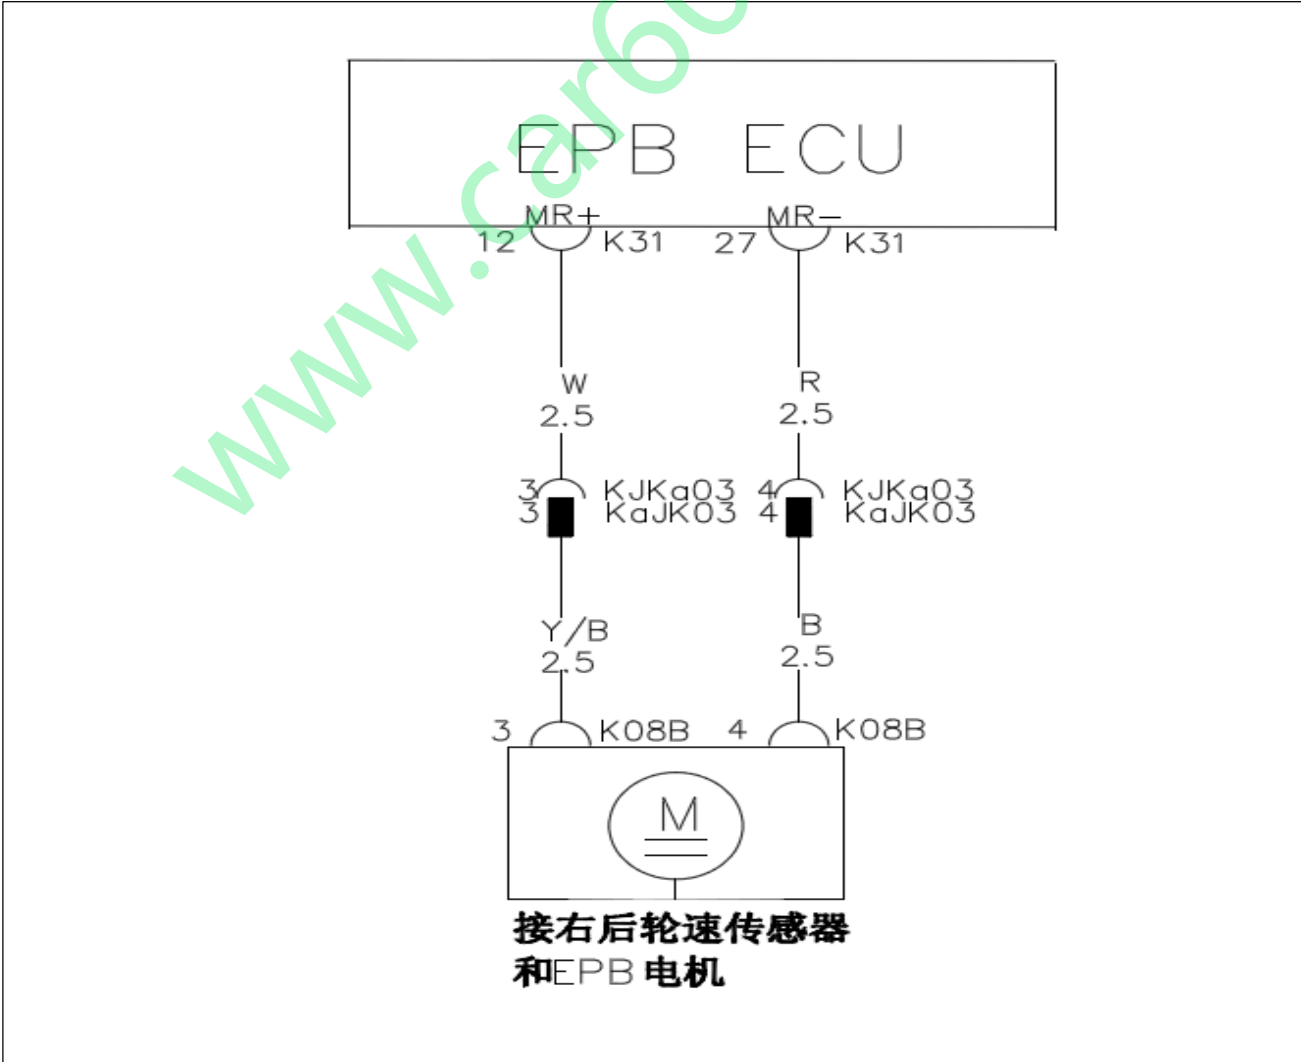 www.car60
EPB ECU
MR+ MR-
12 K31 27 K31
W R
2.5 2.5
3 KJKa03 4 KJKa03
3 KaJK03 4 KaJK03
Y/B B
2.5 2.5
3 K08B 4 K08B
M
接右后轮速传感器
和EPB电机